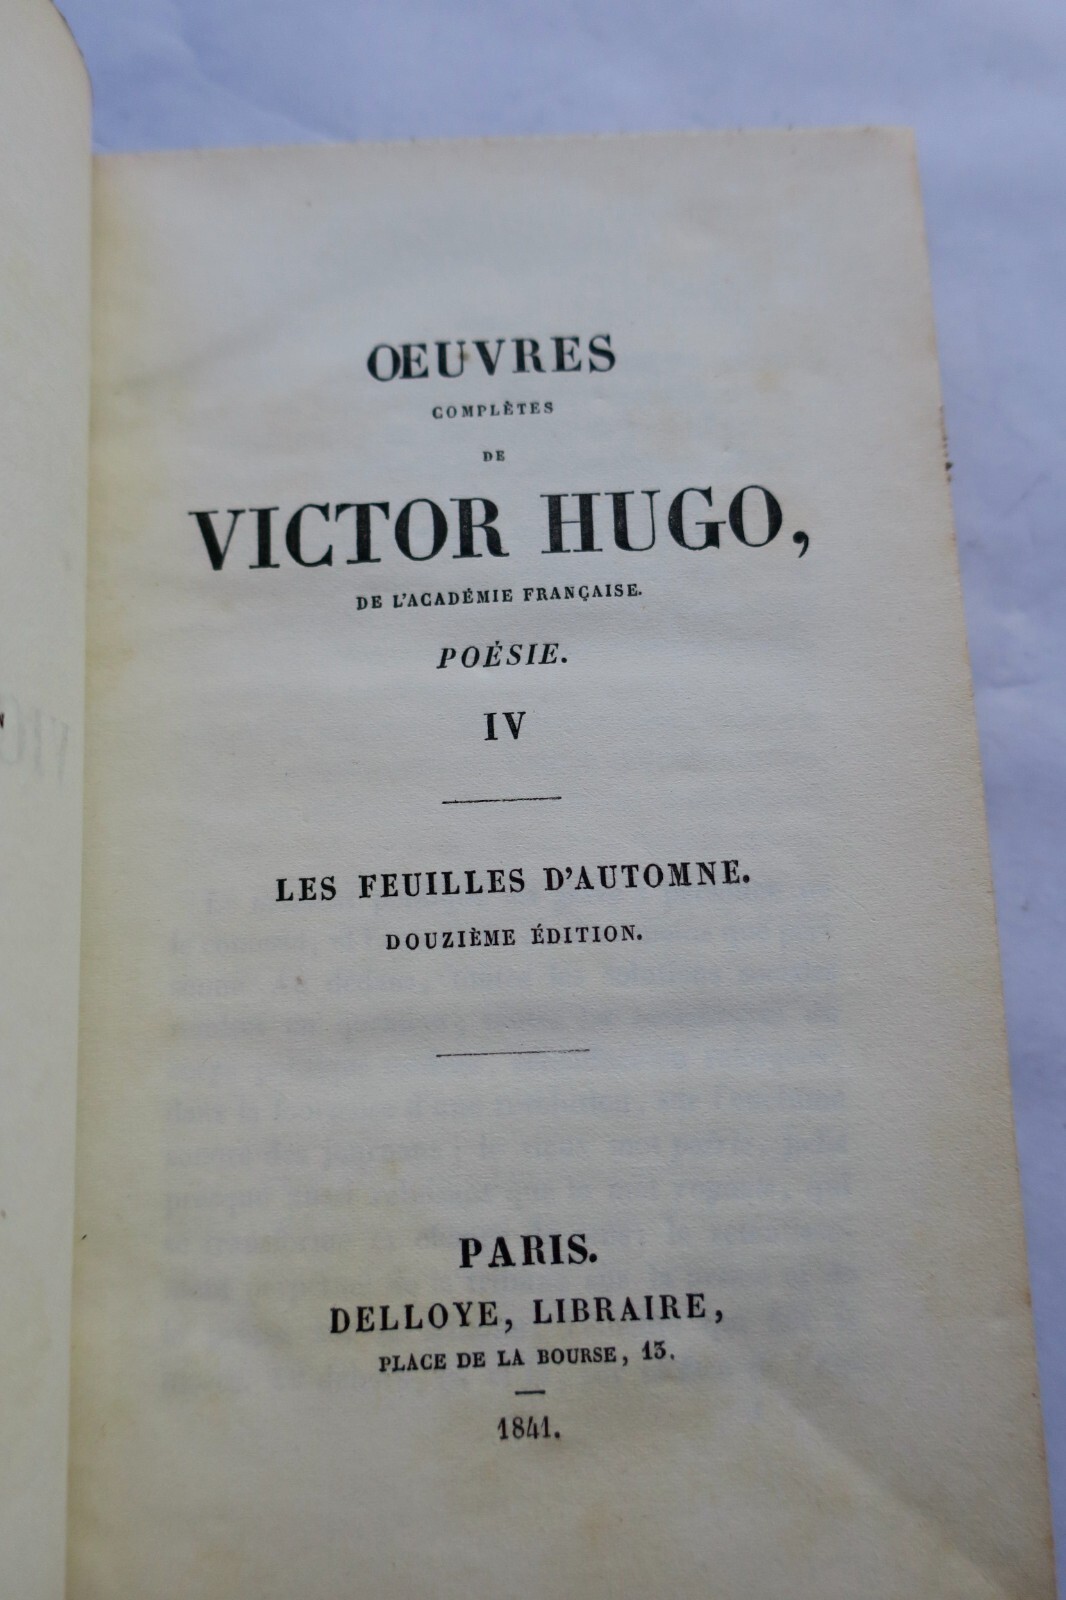 OEUVRES
COMPLÈTES
DE
VICTOR HUGO,
DE L'ACADÉMIE FRANÇAISE.
POÉSIE.
IV
LES FEUILLES D'AUTOMNE.
DOUZIÈME ÉDITION.
PARIS.
DELLOYE, LIBRAIRE,
PLACE DE LA BOURSE, 13.
1841.